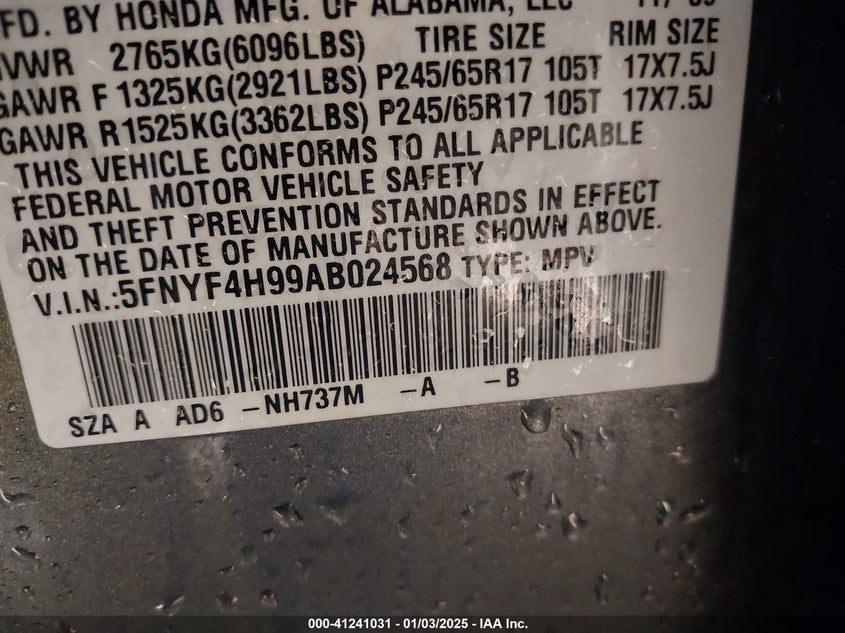 FD. BY HONDA MFG. OF ALABAMA, LLC
VWR 2765KG(6096LBS) TIRE SIZE RIM SIZE
GAWR F 1325KG(2921LBS) P245/65R17 105T 17X7.5J
GAWR R1525KG(3362LBS) P245/65R17 105T 17X7.5J
THIS VEHICLE CONFORMS TO ALL APPLICABLE
FEDERAL MOTOR VEHICLE SAFETY
AND THEFT PREVENTION STANDARDS IN EFFECT
ON THE DATE OF MANUFACTURE SHOWN ABOVE.
V.I.N.:5FNYF4H99AB024568 TYPE: MPV
SZA A AD6 -NH737M -A -B
000-41241031 - 01/03/2025 - IAA Inc.